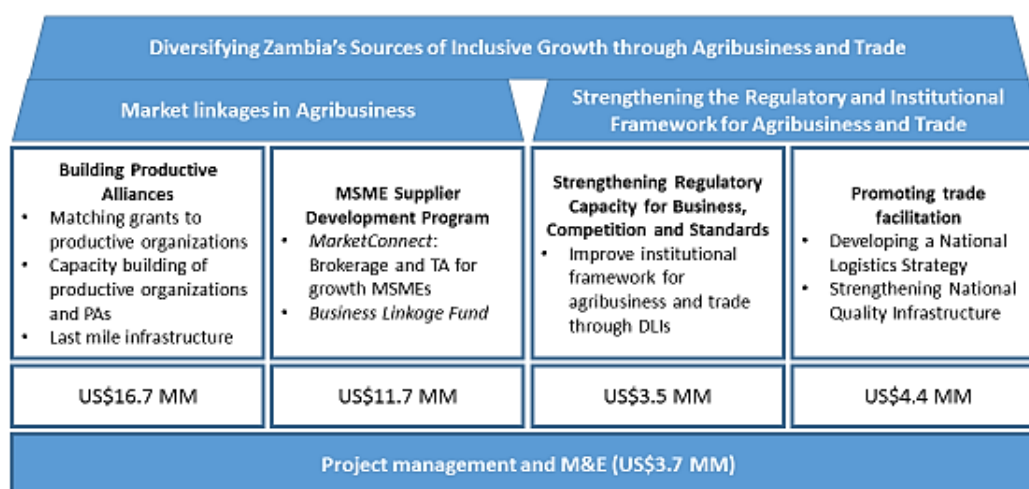 Diversifying Zambia's Sources of Inclusive Growth through Agribusiness and Trade
Market linkages in Agribusiness
Strengthening the Regulatory and Institutional
Framework for Agribusiness and Trade
Building Productive
Alliances
• Matching grants to
productive organizations
• Capacity building of
productive organizations
and PAs
• Last mile infrastructure
MSME Supplier
Development Program
• MarketConnect:
Brokerage and TA for
growth MSMEs
• Business Linkage Fund
Strengthening Regulatory
Capacity for Business,
Competition and Standards
• Improve institutional
framework for
agribusiness and trade
through DLIs
Promoting trade
facilitation
• Developing a National
Logistics Strategy
• Strengthening National
Quality Infrastructure
US$16.7 MM
US$11.7 MM
US$3.5 MM
US$4.4 MM
Project management and M&E (US$3.7 MM)